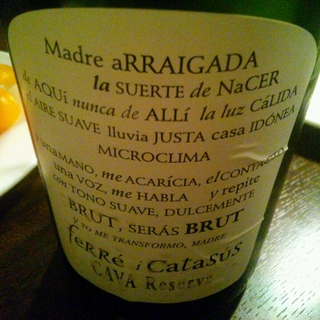 Madre aRRAIGADA
la SUERTE de NaCER
de AQUí nunca de ALLÍ la luz CáLIDA
el AIRE SUAVE lluvia JUSTA casa IDÓNEA
MICROCLIMA
y unaMANO, me ACARÍCIA, elCONTACTO
una VOZ, me HABLA y repite
con TONO SUAVE, DULCEMENTE
BRUT, SERÁS BRUT
y YO ME TRANSFORMO, MADRE
feRRé i CataSúS
CAVA Reserva